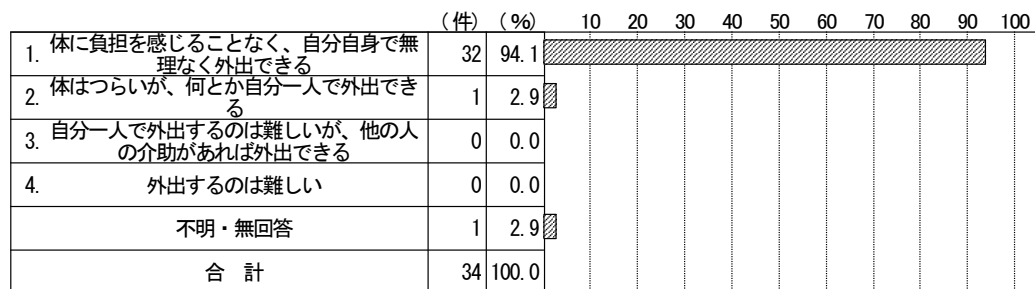 （件） （%） 10 20 30 40 50 60 70 80 90 100
1. 体に負担を感じることなく、自分自身で無
理なく外出できる 32 94.1
2. 体はつらいが、何とか自分一人で外出でき
る 1 2.9
3. 自分一人で外出するのは難しいが、他の人
の介助があれば外出できる 0 0.0
4. 外出するのは難しい 0 0.0
不明・無回答 1 2.9
合 計 34 100.0